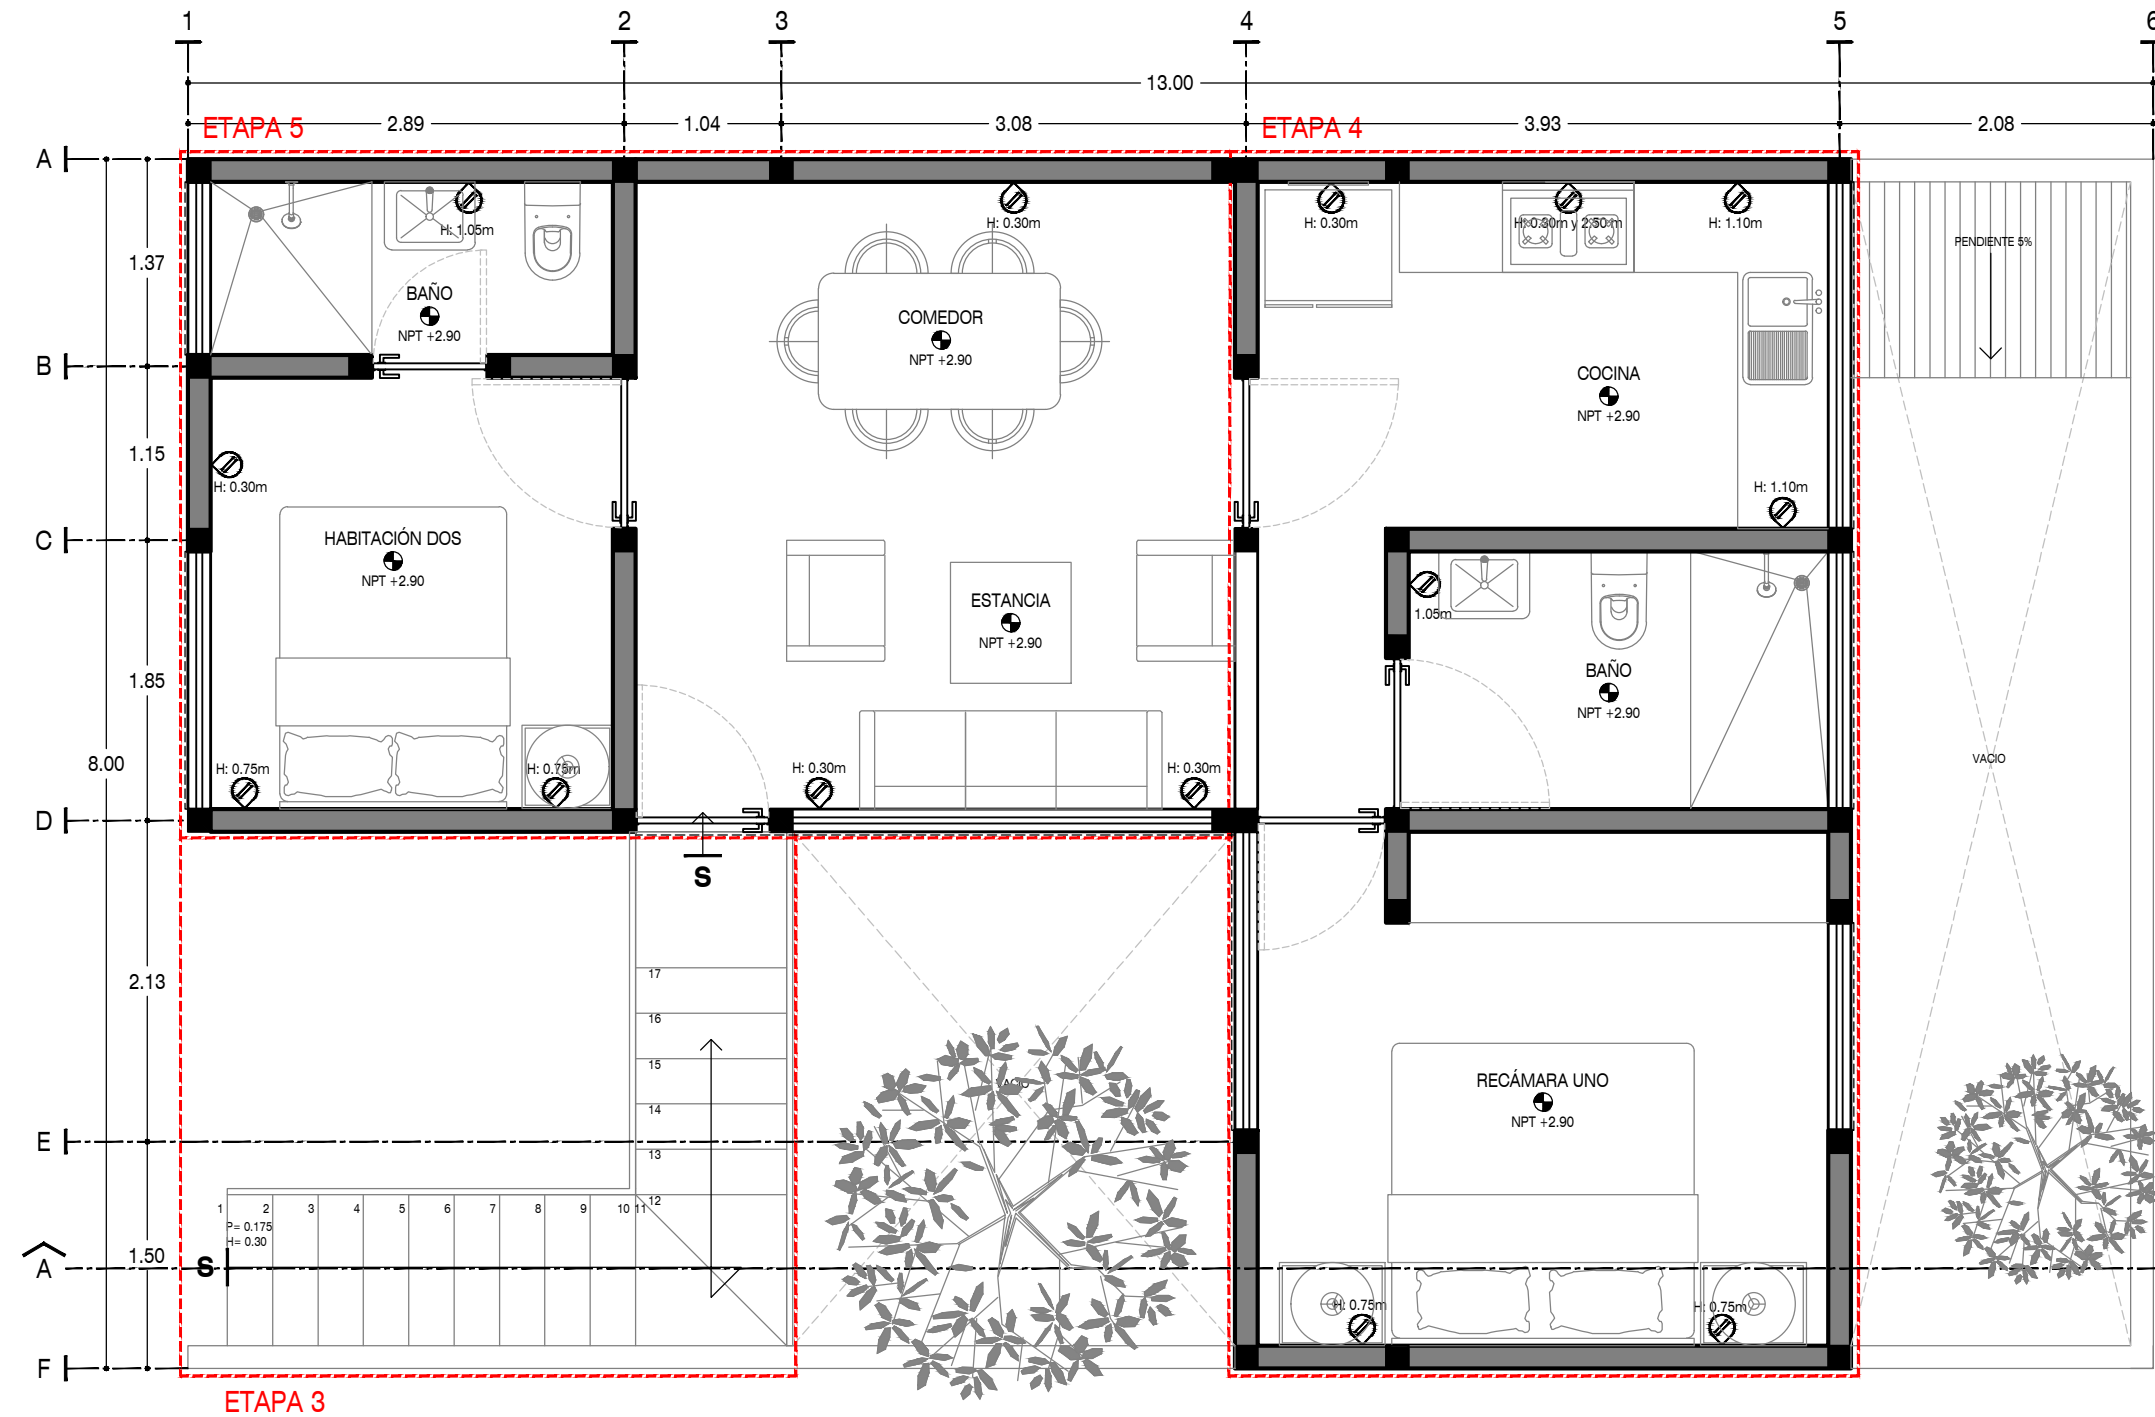 1 2 3 4 5 6
13.00
ETAPA 5 2.89 1.04 3.08 ETAPA 4 3.93 2.08
A
H: 1.05m
H: 0.30m
H: 0.30m
H: 0.30m y 2.50 m
H: 1.10m
PENDIENTE 5%
1.37
BAÑO
NPT +2.90
COMEDOR
NPT +2.90
B
COCINA
NPT +2.90
1.15
H: 0.30m
H: 1.10m
C
HABITACIÓN DOS
NPT +2.90
ESTANCIA
NPT +2.90
1.05m
BAÑO
NPT +2.90
1.85
8.00
VACIO
H: 0.75m
H: 0.75m
H: 0.30m
H: 0.30m
D
S
2.13
17
16
15
14
13
12
VACIO
RECÁMARA UNO
NPT +2.90
E
1 2 3 4 5 6 7 8 9 10 11
P= 0.175
H= 0.30
1.50
S
A
H: 0.75m
H: 0.75m
F
ETAPA 3